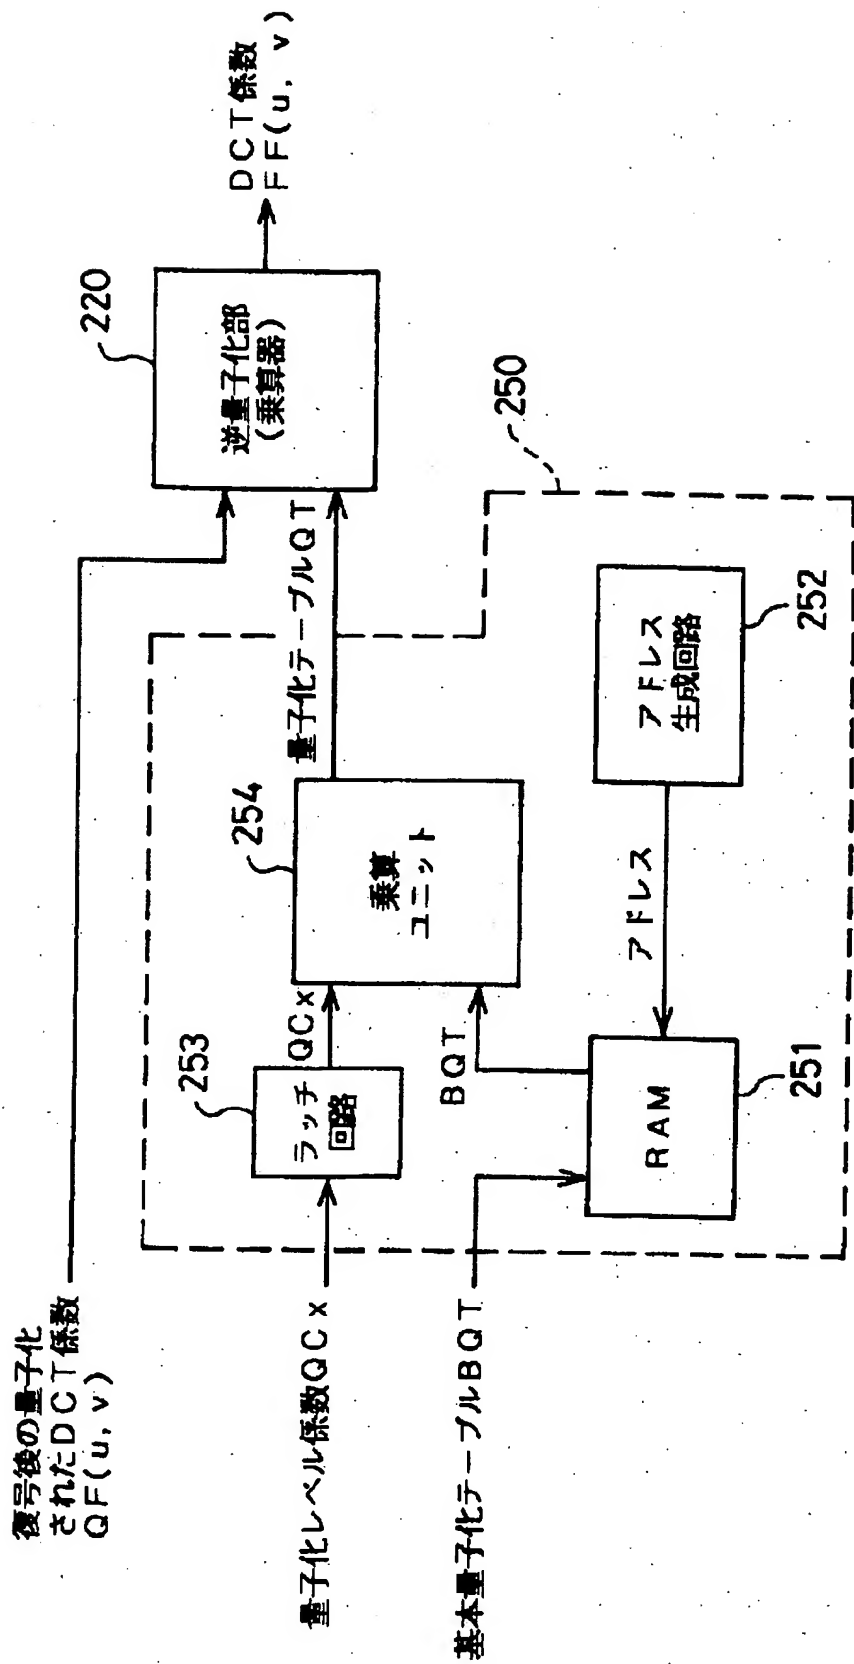 復号後の量子化
されたDCT係数
QF(u, v)
量子化レベル係数QCx
基本量子化テーブルBQT
253
ラッチ
回路
QCx
BQT
RAM
251
254
乗算
ユニット
アドレス
アドレス
生成回路
252
量子化テーブルQT
250
220
逆量子化部
(乗算器)
DCT係数
FF(u, v)